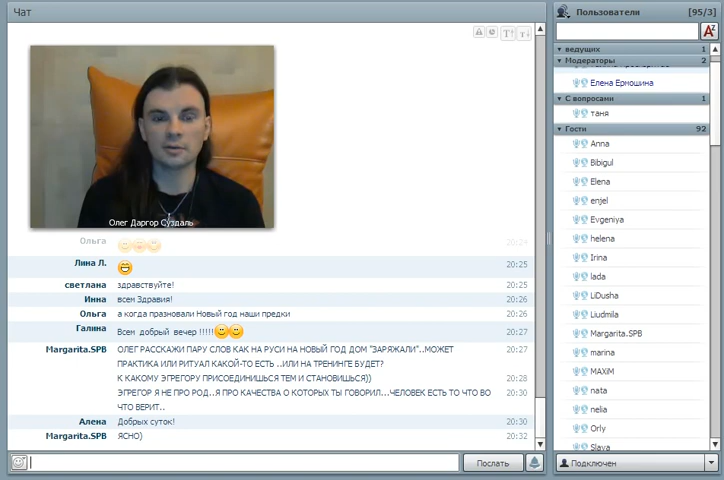 Чат
Олег Даргор Суздаль
Ольга 20:24
Лина Л. 20:25
светлана здравствуйте! 20:25
Инна всем Здравия! 20:26
Ольга а когда празновали Новый год наши предки 20:26
Галина Всем добрый вечер !!!!! 20:27
Margarita.SPB ОЛЕГ РАССКАЖИ ПАРУ СЛОВ КАК НА РУСИ НА НОВЫЙ ГОД ДОМ "ЗАРЯЖАЛИ"..МОЖЕТ 20:27
ПРАКТИКА ИЛИ РИТУАЛ КАКОЙ-ТО ЕСТЬ ..ИЛИ НА ТРЕНИНГЕ БУДЕТ?
К КАКОМУ ЭГРЕГОРУ ПРИСОЕДИНИШЬСЯ ТЕМ И СТАНОВИШЬСЯ)) 20:28
ЭГРЕГОР Я НЕ ПРО РОД..Я ПРО КАЧЕСТВА О КОТОРЫХ ТЫ ГОВОРИЛ...ЧЕЛОВЕК ЕСТЬ ТО ЧТО ВО 20:30
ЧТО ВЕРИТ..
Алена Добрых суток! 20:30
Margarita.SPB ЯСНО) 20:32
Послать
Пользователи [95/3]
ведущих 1
Модераторы 2
Елена Ермошина
С вопросами 1
таня
Гости 92
Anna
Bibigul
Elena
enjel
Evgeniya
helena
Irina
lada
LiDusha
Liudmila
Margarita.SPB
marina
MAXiM
nata
nelia
Orly
Slava
Подключен